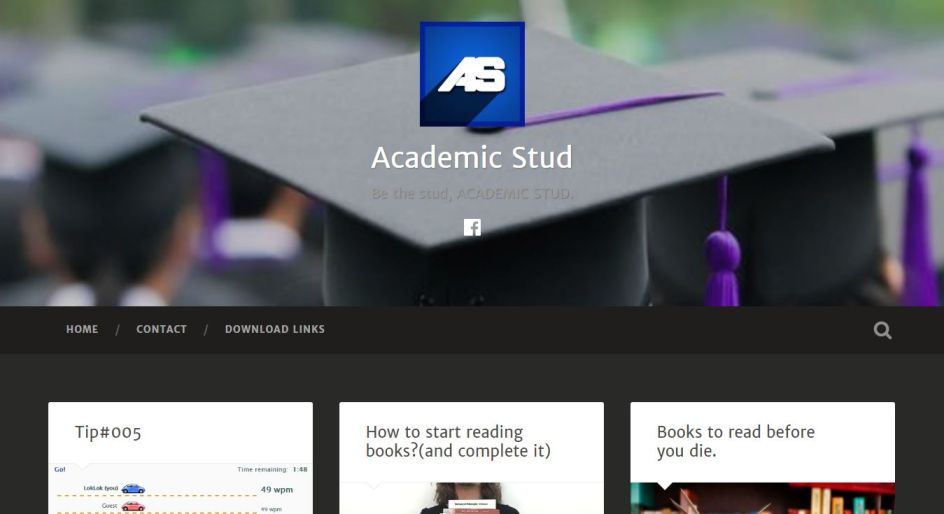 AS
Academic Stud
Be the stud, ACADEMIC STUD.
HOME / CONTACT / DOWNLOAD LINKS
Tip#005
How to start reading
books?(and complete it)
Books to read before
you die.
Go!
Time remaining: 1:48
LokLok (you)
49 wpm
Guest
49 wpm